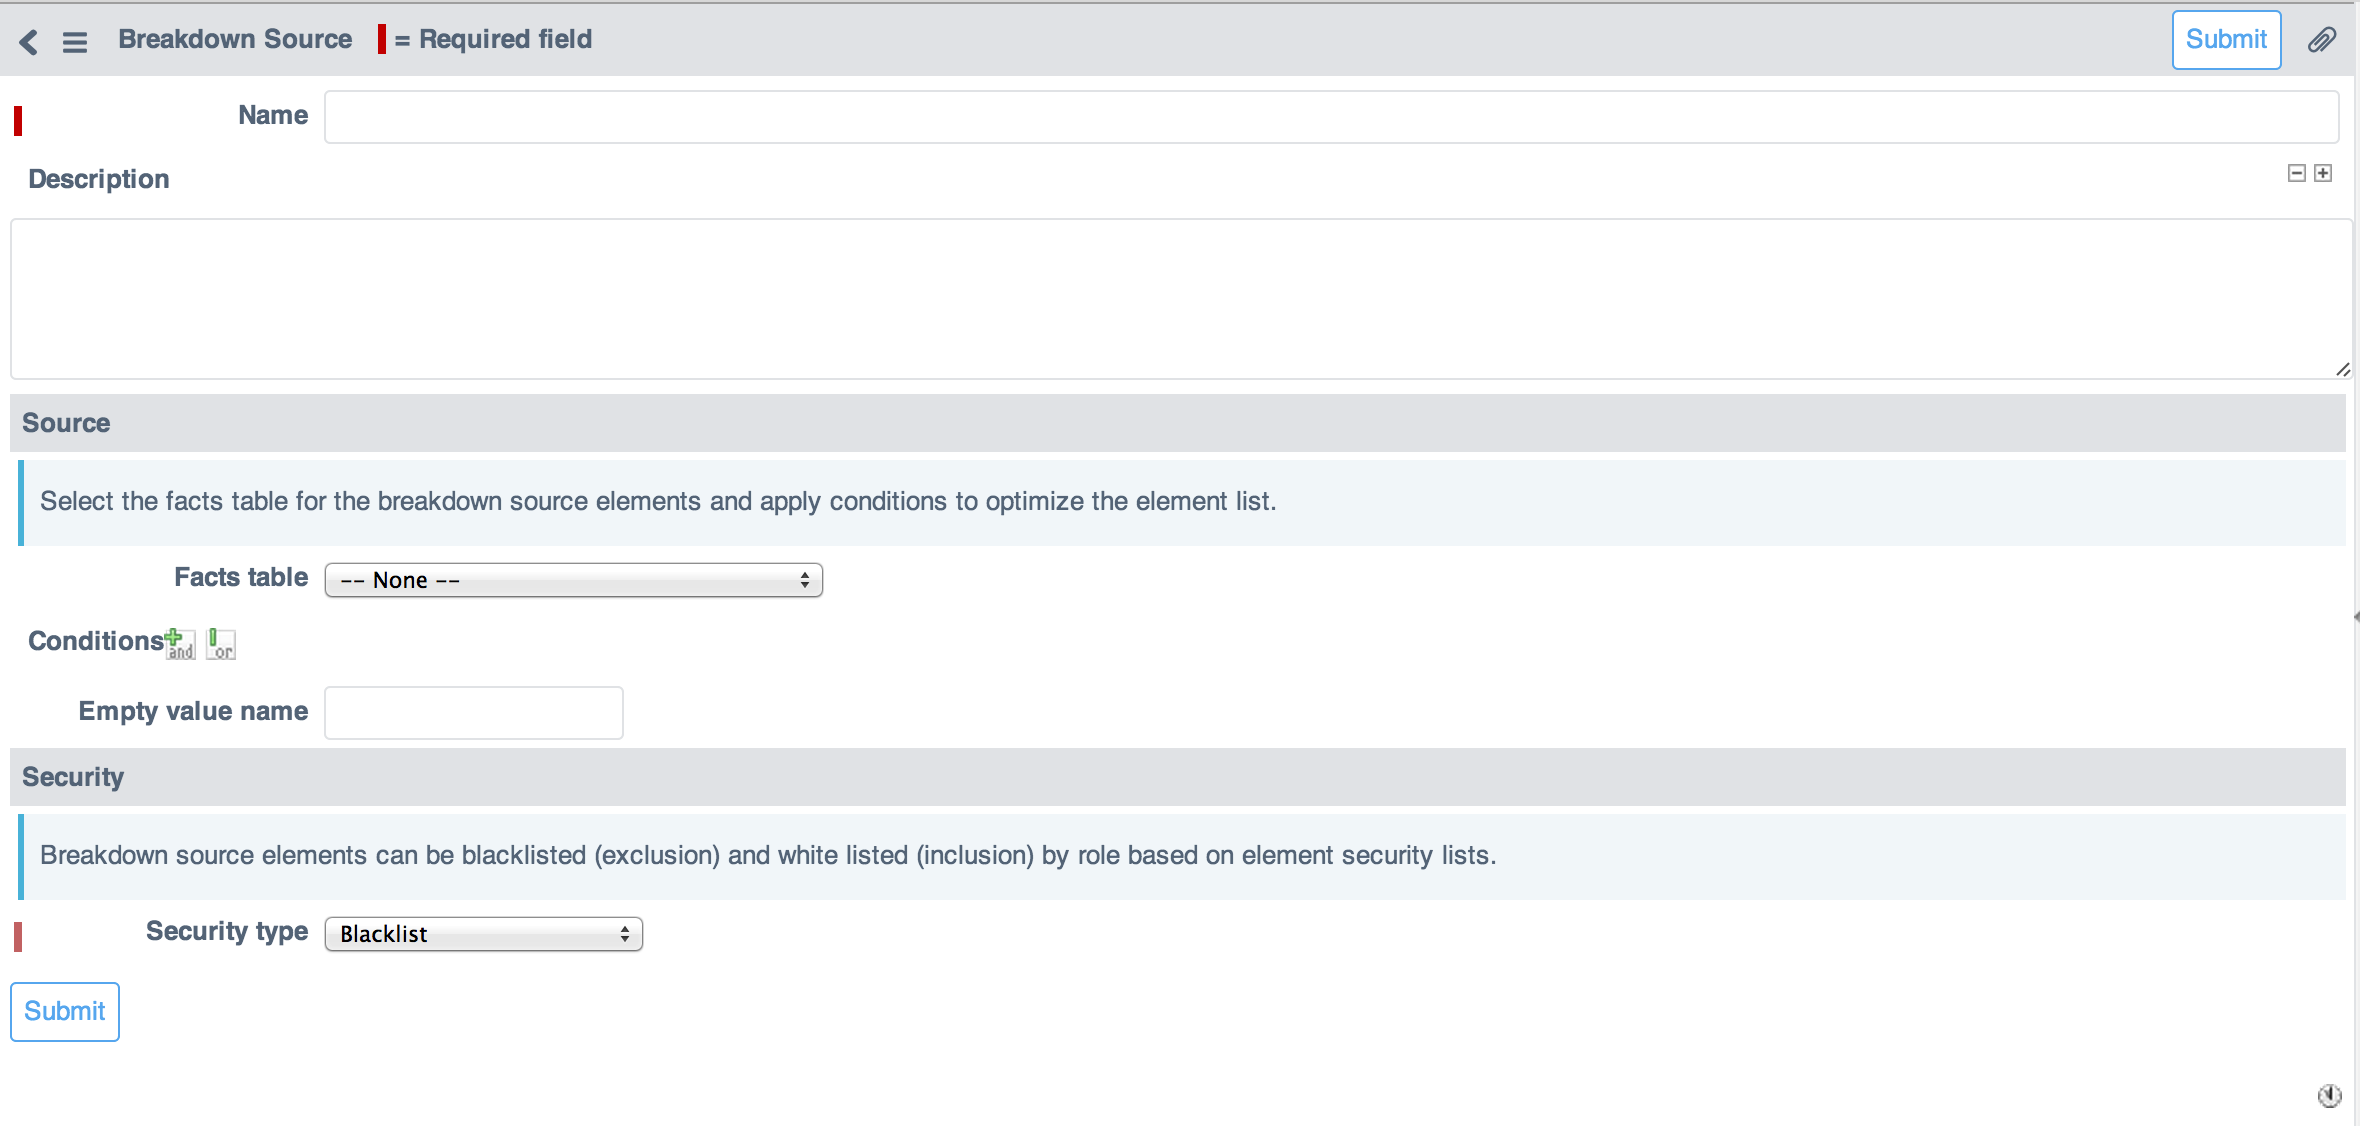 Breakdown Source = Required field Submit
Name
Description
Source
Select the facts table for the breakdown source elements and apply conditions to optimize the element list.
Facts table -- None --
Conditions and or
Empty value name
Security
Breakdown source elements can be blacklisted (exclusion) and white listed (inclusion) by role based on element security lists.
Security type Blacklist
Submit